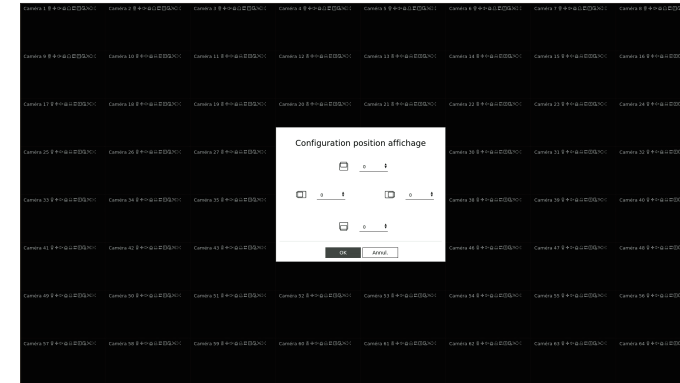 Caméra 1 Caméra 2 Caméra 3 Caméra 4 Caméra 5 Caméra 6 Caméra 7 Caméra 8
Caméra 9 Caméra 10 Caméra 11 Caméra 12 Caméra 13 Caméra 14 Caméra 15 Caméra 16
Caméra 17 Caméra 18 Caméra 19 Caméra 20 Caméra 21 Caméra 22 Caméra 23 Caméra 24
Configuration position affichage
Caméra 25 Caméra 26 Caméra 27 Caméra 30 Caméra 31 Caméra 32
0
0 0
Caméra 33 Caméra 34 Caméra 35 Caméra 38 Caméra 39 Caméra 40
0
Caméra 41 Caméra 42 Caméra 43 Caméra 46 Caméra 47 Caméra 48
OK Annul.
Caméra 49 Caméra 50 Caméra 51 Caméra 52 Caméra 53 Caméra 54 Caméra 55 Caméra 56
Caméra 57 Caméra 58 Caméra 59 Caméra 60 Caméra 61 Caméra 62 Caméra 63 Caméra 64